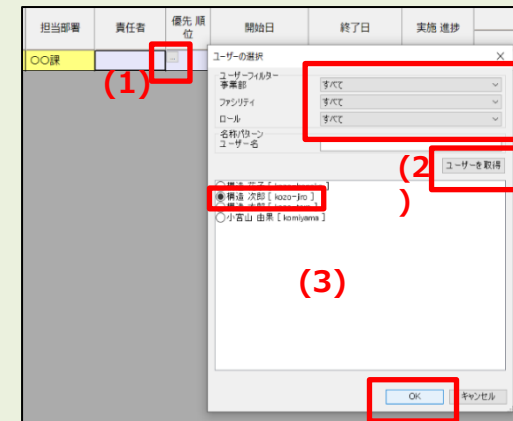 担当部署 責任者 優先 順位 開始日 終了日 実施 進捗
〇〇課
(1)
...
ユーザーの選択
ユーザーフィルター
事業部 すべて
ファシリティ すべて
ロール すべて
名称パターン
ユーザー名
(2)
ユーザーを取得
構造 次郎 [ kozo-jiro ]
小宮山 由果 [ komiyama ]
(3)
OK キャンセル